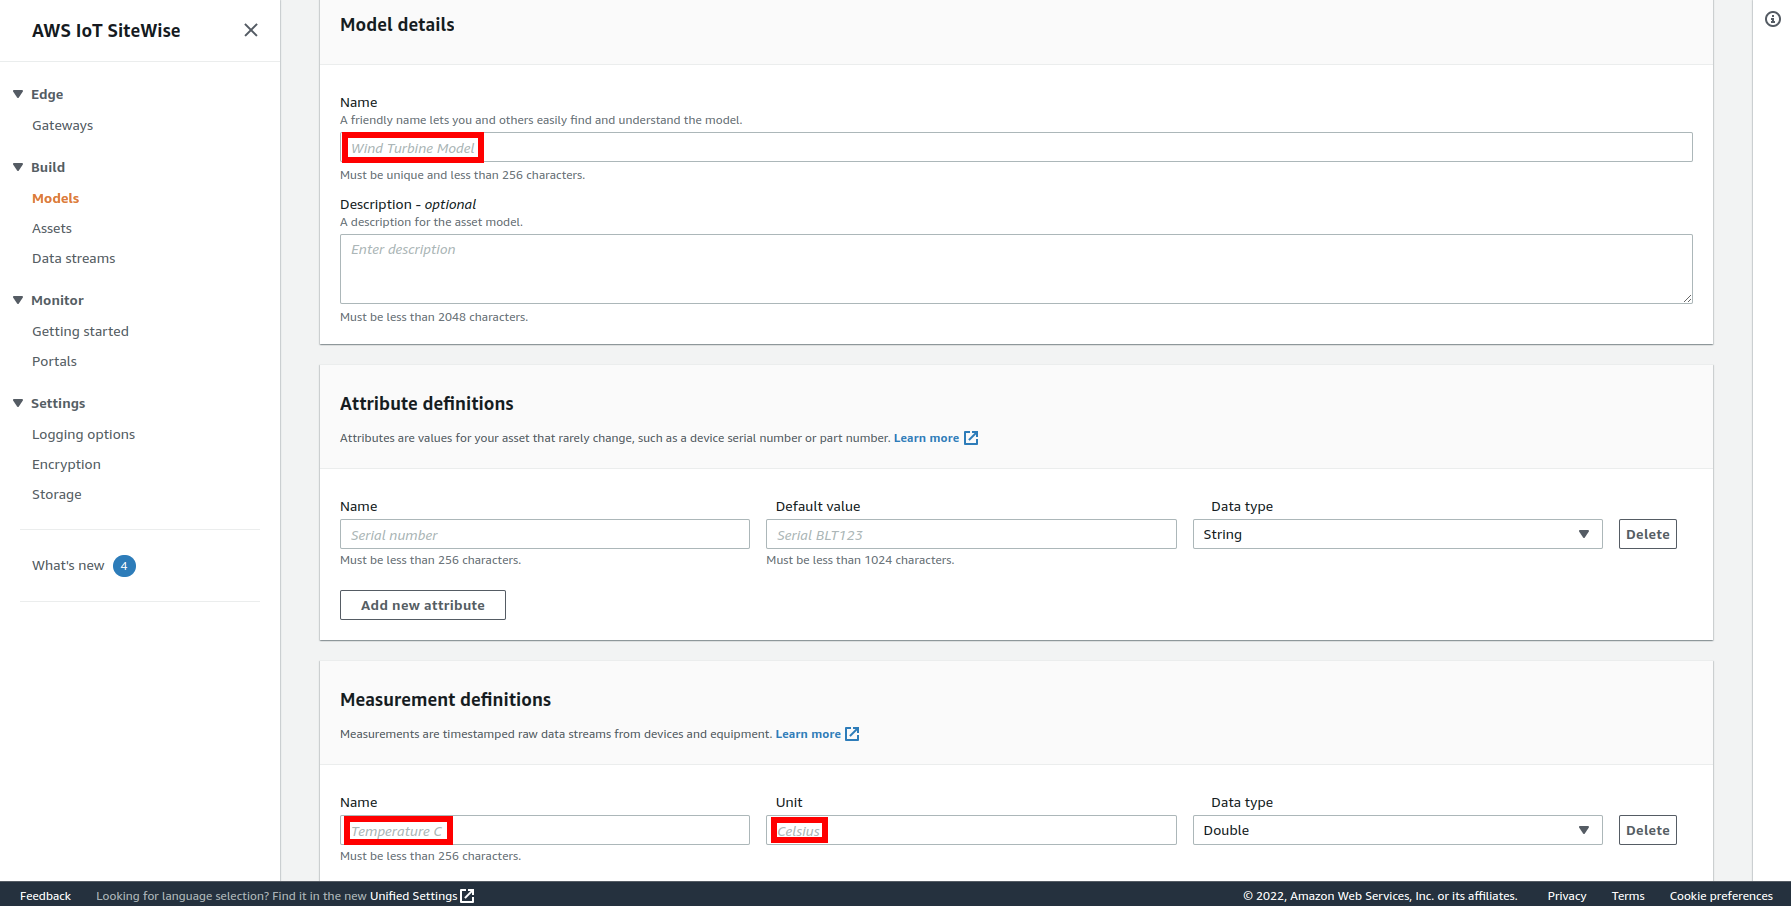 AWS IoT SiteWise
Edge
Gateways
Build
Models
Assets
Data streams
Monitor
Getting started
Portals
Settings
Logging options
Encryption
Storage
What's new 4
Model details
Name
A friendly name lets you and others easily find and understand the model.
Wind Turbine Model
Must be unique and less than 256 characters.
Description - optional
A description for the asset model.
Enter description
Must be less than 2048 characters.
Attribute definitions
Attributes are values for your asset that rarely change, such as a device serial number or part number. Learn more
Name Default value Data type
Serial number Serial BLT123 String Delete
Must be less than 256 characters. Must be less than 1024 characters.
Add new attribute
Measurement definitions
Measurements are timestamped raw data streams from devices and equipment. Learn more
Name Unit Data type
Temperature C Celsius Double Delete
Must be less than 256 characters.
Feedback Looking for language selection? Find it in the new Unified Settings © 2022, Amazon Web Services, Inc. or its affiliates. Privacy Terms Cookie preferences